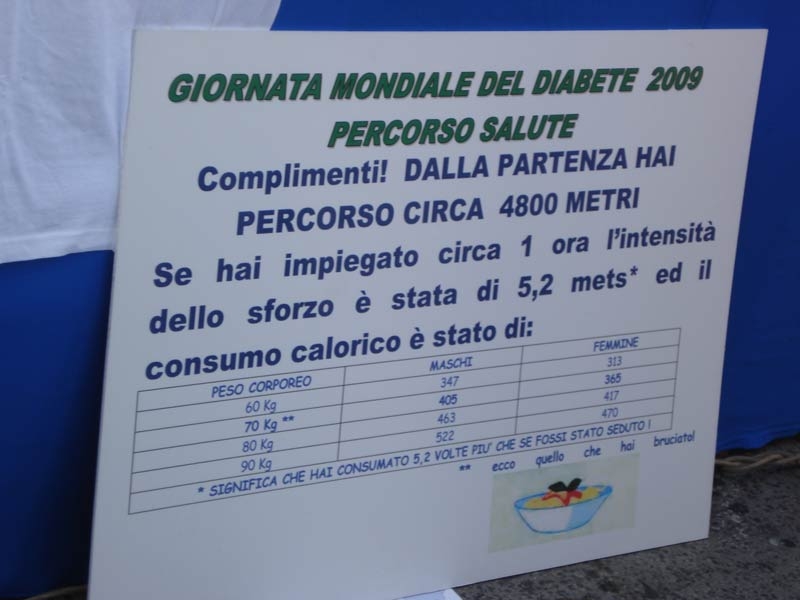 GIORNATA MONDIALE DEL DIABETE 2009
PERCORSO SALUTE
Complimenti! DALLA PARTENZA HAI
PERCORSO CIRCA 4800 METRI
Se hai impiegato circa 1 ora l'intensità
dello sforzo è stata di 5,2 mets* ed il
consumo calorico è stato di:
PESO CORPOREO MASCHI FEMMINE
60 Kg 347 313
70 Kg ** 405 365
80 Kg 463 417
90 Kg 522 470
* SIGNIFICA CHE HAI CONSUMATO 5,2 VOLTE PIU' CHE SE FOSSI STATO SEDUTO !
** ecco quello che hai bruciato!